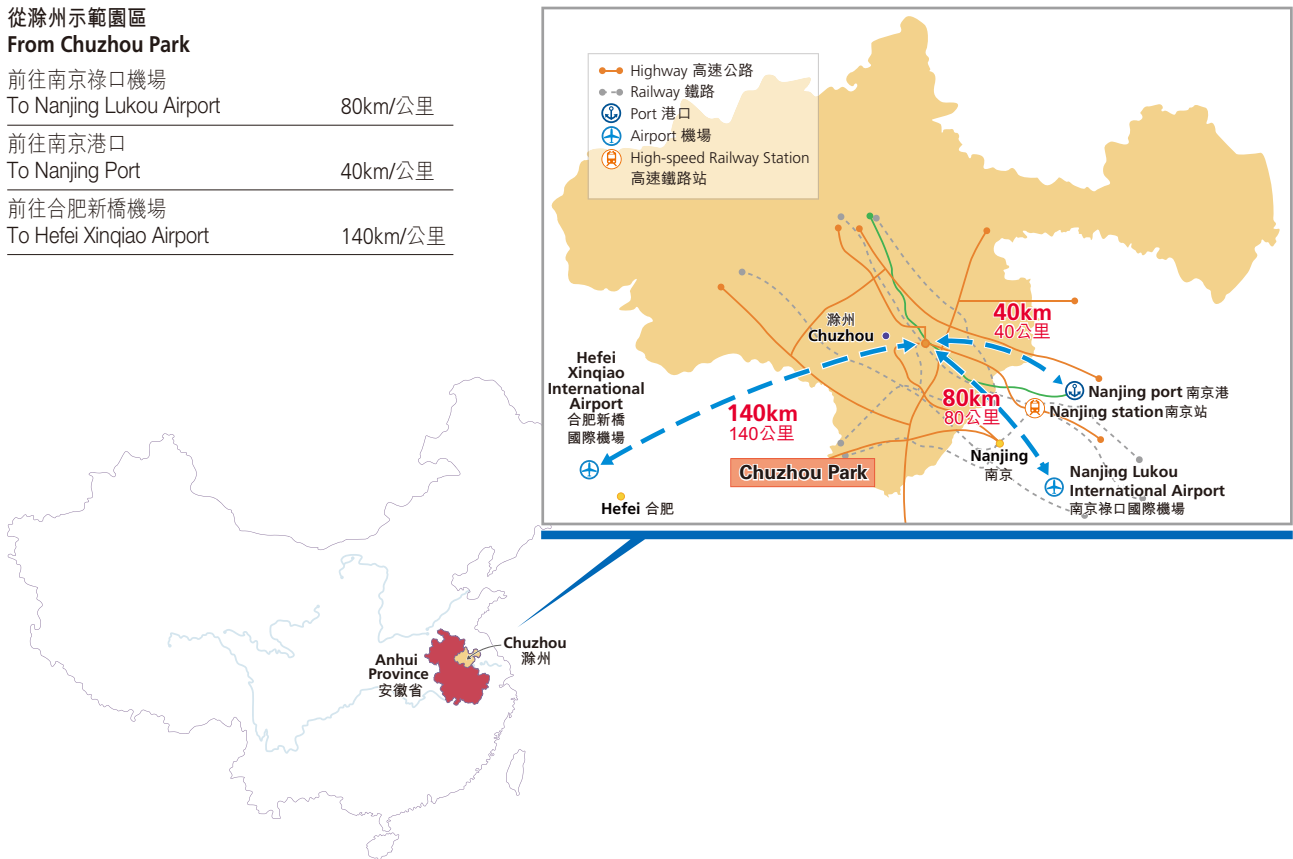 從滁州示範園區
From Chuzhou Park
前往南京祿口機場
To Nanjing Lukou Airport 80km/公里
前往南京港口
To Nanjing Port 40km/公里
前往合肥新橋機場
To Hefei Xinqiao Airport 140km/公里
Highway 高速公路
Railway 鐵路
Port 港口
Airport 機場
High-speed Railway Station
高速鐵路站
滁州
Chuzhou
40km
40公里
Hefei
Xinqiao
International
Airport
合肥新橋
國際機場
140km
140公里
80km
80公里
Nanjing port 南京港
Nanjing station南京站
Chuzhou Park
Nanjing
南京
Nanjing Lukou
International Airport
南京祿口國際機場
Hefei 合肥
Chuzhou
滁州
Anhui
Province
安徽省